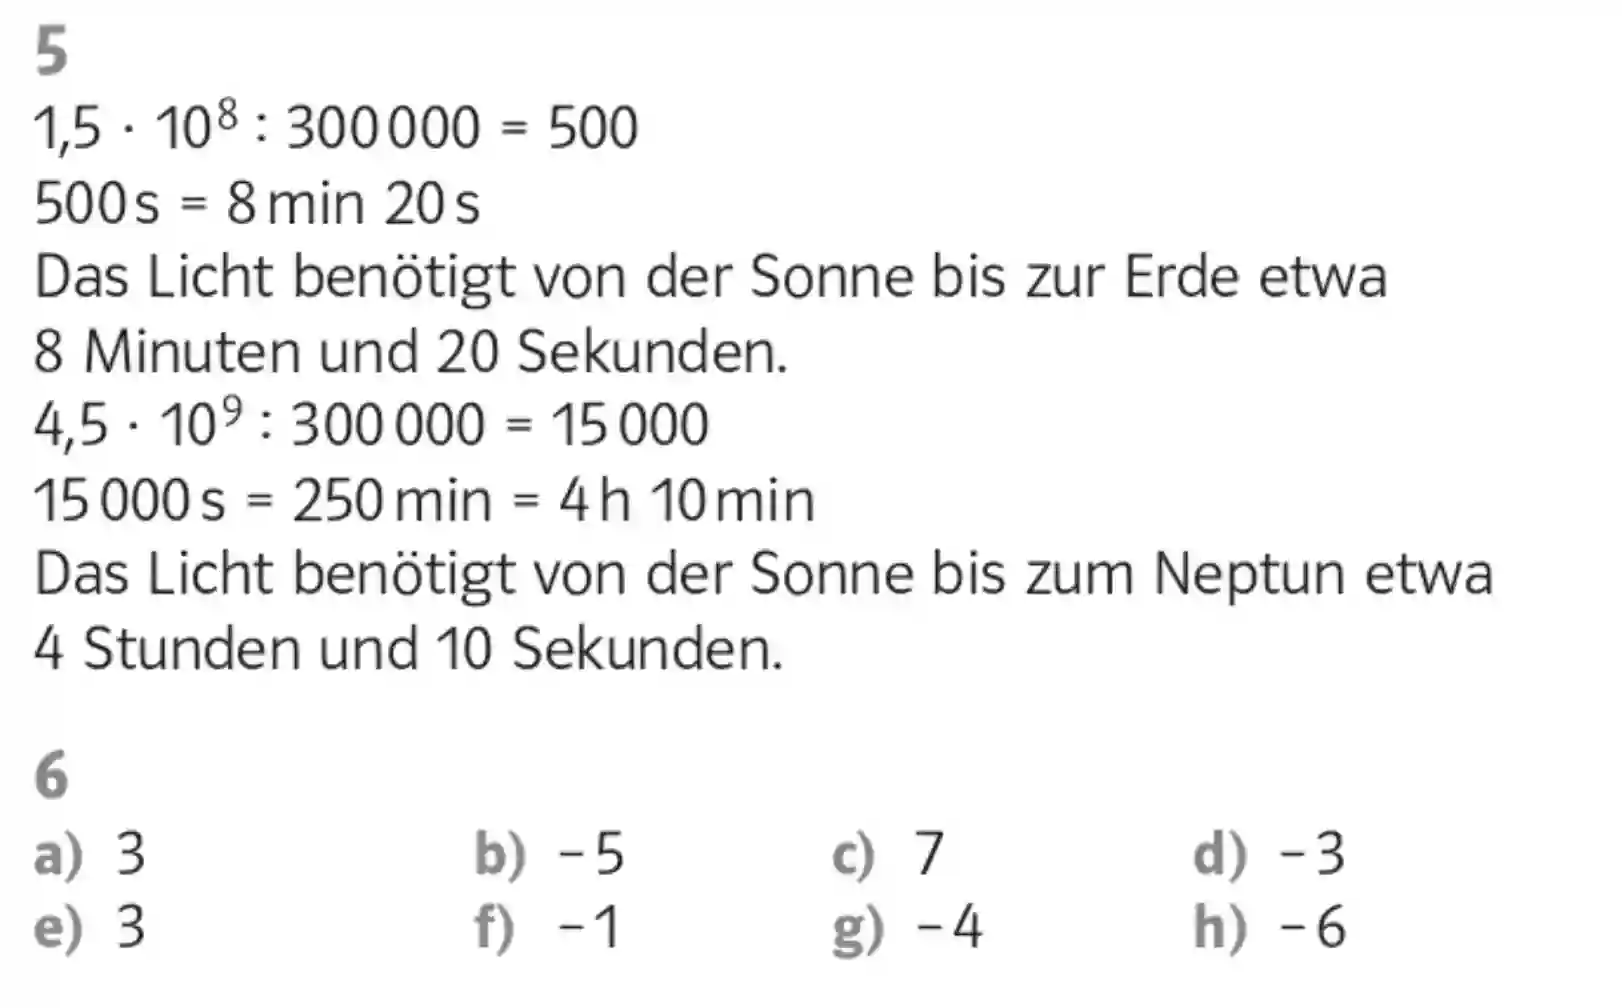 5
1,5 · 10⁸ : 300 000 = 500
500 s = 8 min 20 s
Das Licht benötigt von der Sonne bis zur Erde etwa
8 Minuten und 20 Sekunden.
4,5 · 10⁹ : 300 000 = 15 000
15 000 s = 250 min = 4 h 10 min
Das Licht benötigt von der Sonne bis zum Neptun etwa
4 Stunden und 10 Sekunden.
6
a) 3 b) −5 c) 7 d) −3
e) 3 f) −1 g) −4 h) −6